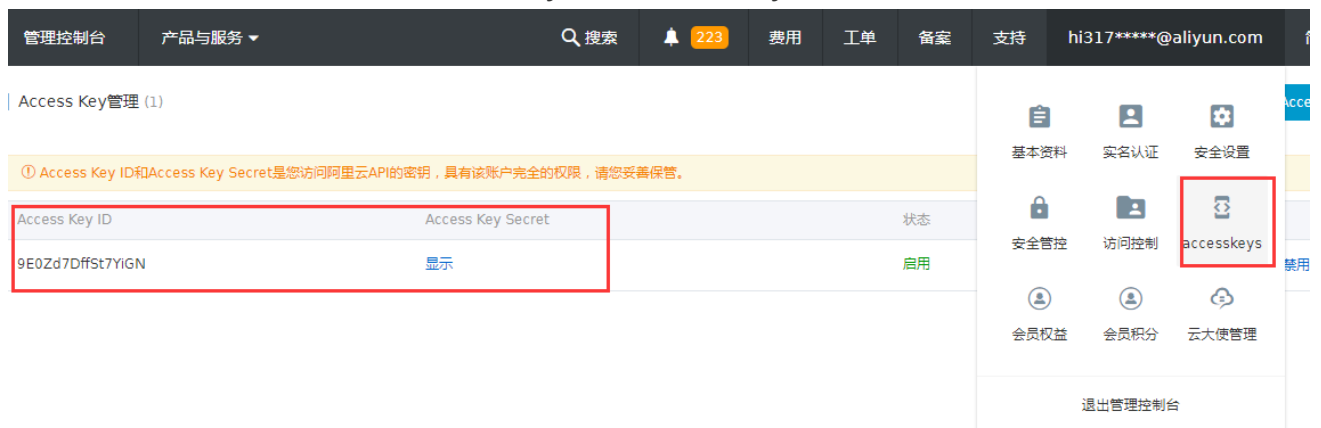 管理控制台 产品与服务 搜索 223 费用 工单 备案 支持 hi317*****@aliyun.com
Access Key管理 (1)
Access Key ID和Access Key Secret是您访问阿里云API的密钥，具有该账户完全的权限，请您妥善保管。
Access Key ID Access Key Secret 状态
9E0Zd7DffSt7YiGN 显示 启用 禁用
基本资料 实名认证 安全设置
安全管控 访问控制 accesskeys
会员权益 会员积分 云大使管理
退出管理控制台